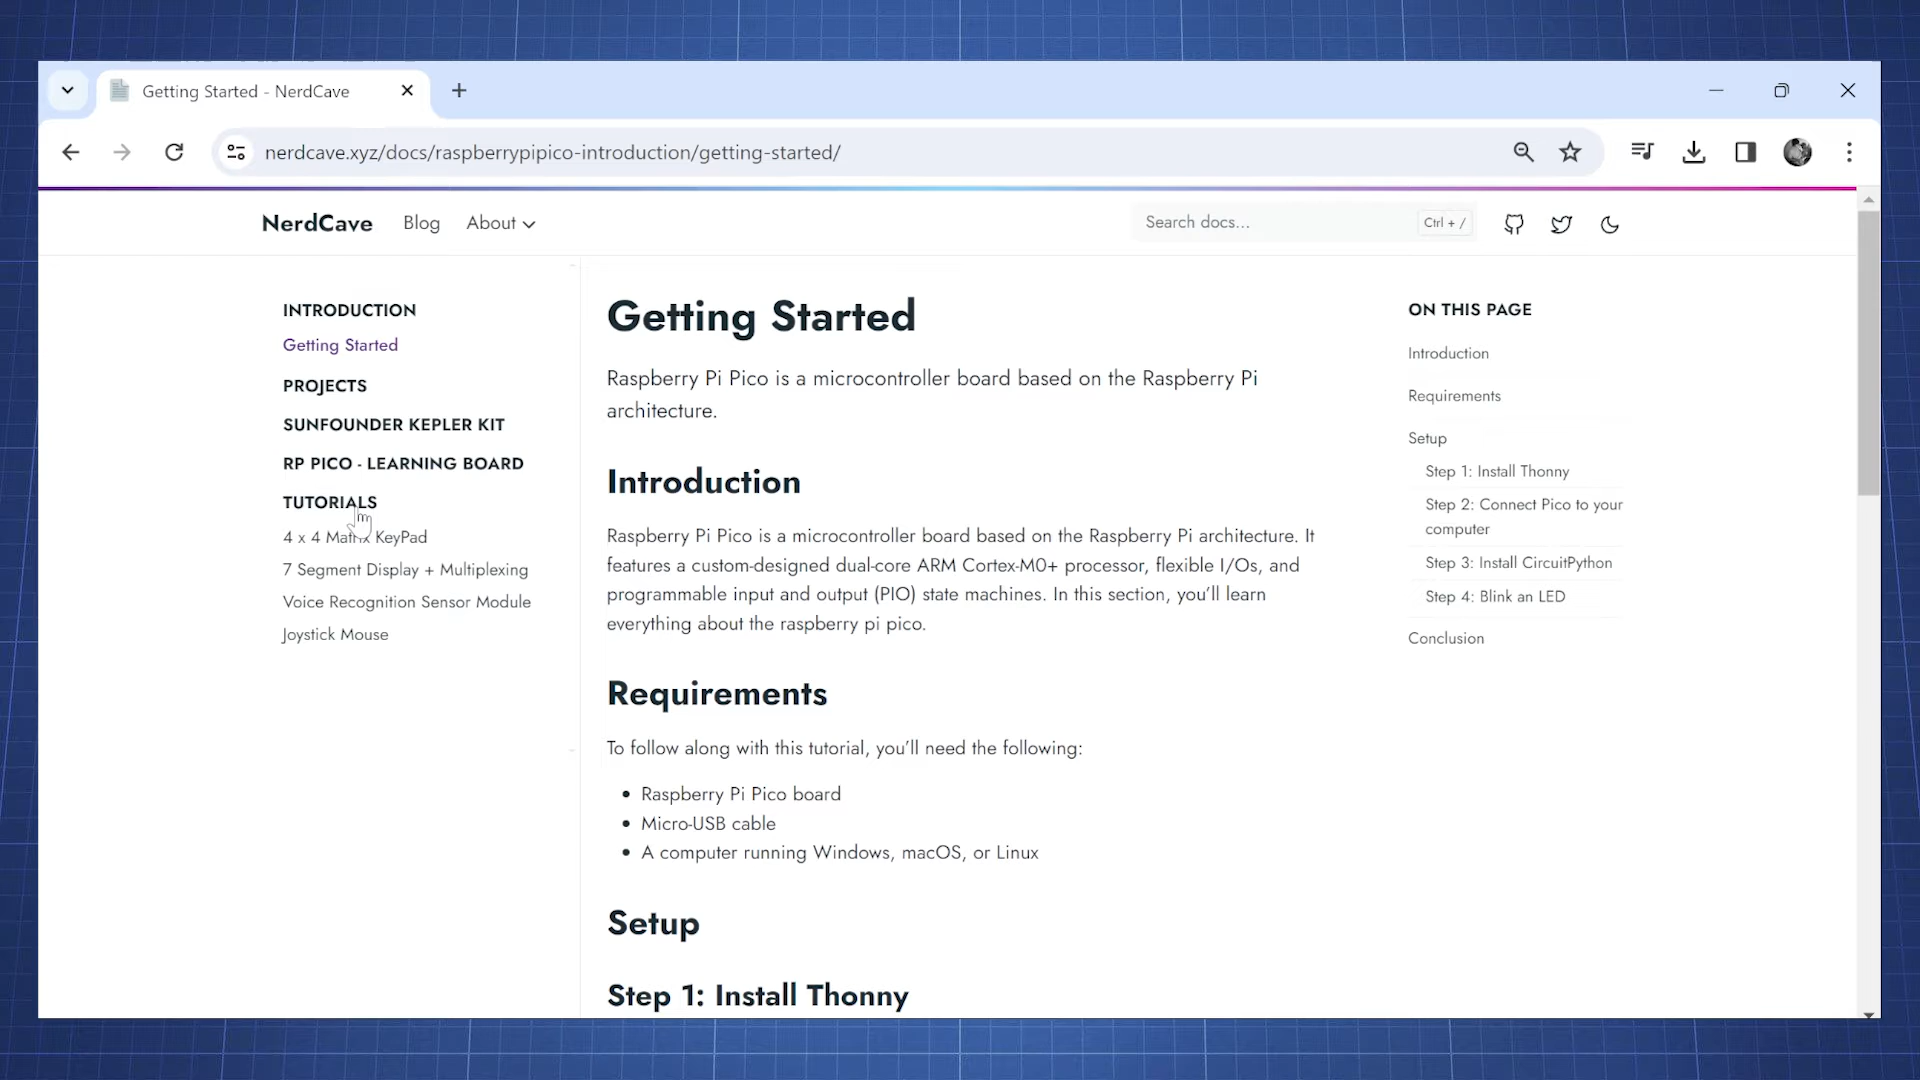 Getting Started - NerdCave
nerdcave.xyz/docs/raspberrypipico-introduction/getting-started/
NerdCave Blog About Search docs... Ctrl + /
INTRODUCTION
Getting Started
PROJECTS
SUNFOUNDER KEPLER KIT
RP PICO - LEARNING BOARD
TUTORIALS
4 x 4 Matrix KeyPad
7 Segment Display + Multiplexing
Voice Recognition Sensor Module
Joystick Mouse
Getting Started
Raspberry Pi Pico is a microcontroller board based on the Raspberry Pi
architecture.
Introduction
Raspberry Pi Pico is a microcontroller board based on the Raspberry Pi architecture. It
features a custom-designed dual-core ARM Cortex-M0+ processor, flexible I/Os, and
programmable input and output (PIO) state machines. In this section, you'll learn
everything about the raspberry pi pico.
Requirements
To follow along with this tutorial, you'll need the following:
• Raspberry Pi Pico board
• Micro-USB cable
• A computer running Windows, macOS, or Linux
Setup
Step 1: Install Thonny
ON THIS PAGE
Introduction
Requirements
Setup
Step 1: Install Thonny
Step 2: Connect Pico to your
computer
Step 3: Install CircuitPython
Step 4: Blink an LED
Conclusion